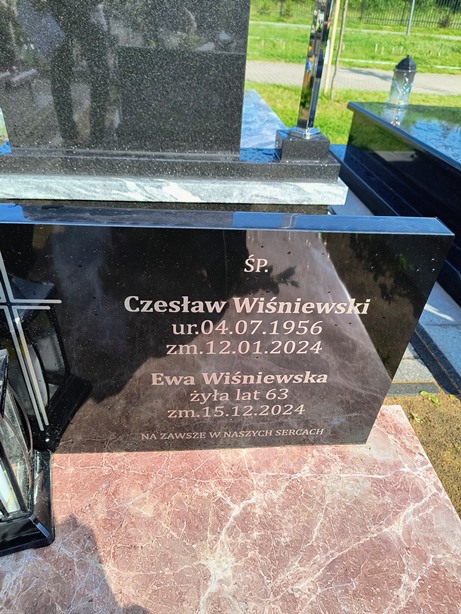 ŚP.
Czesław Wiśniewski
ur.04.07.1956
zm.12.01.2024
Ewa Wiśniewska
żyła lat 63
zm.15.12.2024
NA ZAWSZE W NASZYCH SERCACH